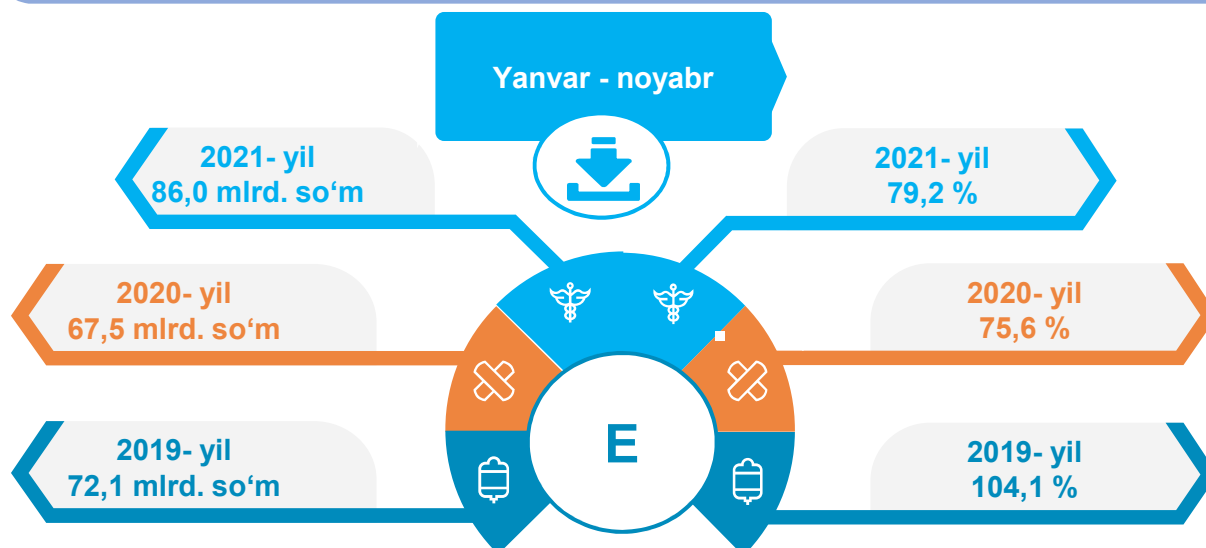 Yanvar - noyabr
2021- yil
86,0 mlrd. so‘m
2021- yil
79,2 %
2020- yil
67,5 mlrd. so‘m
2020- yil
75,6 %
E
2019- yil
72,1 mlrd. so‘m
2019- yil
104,1 %